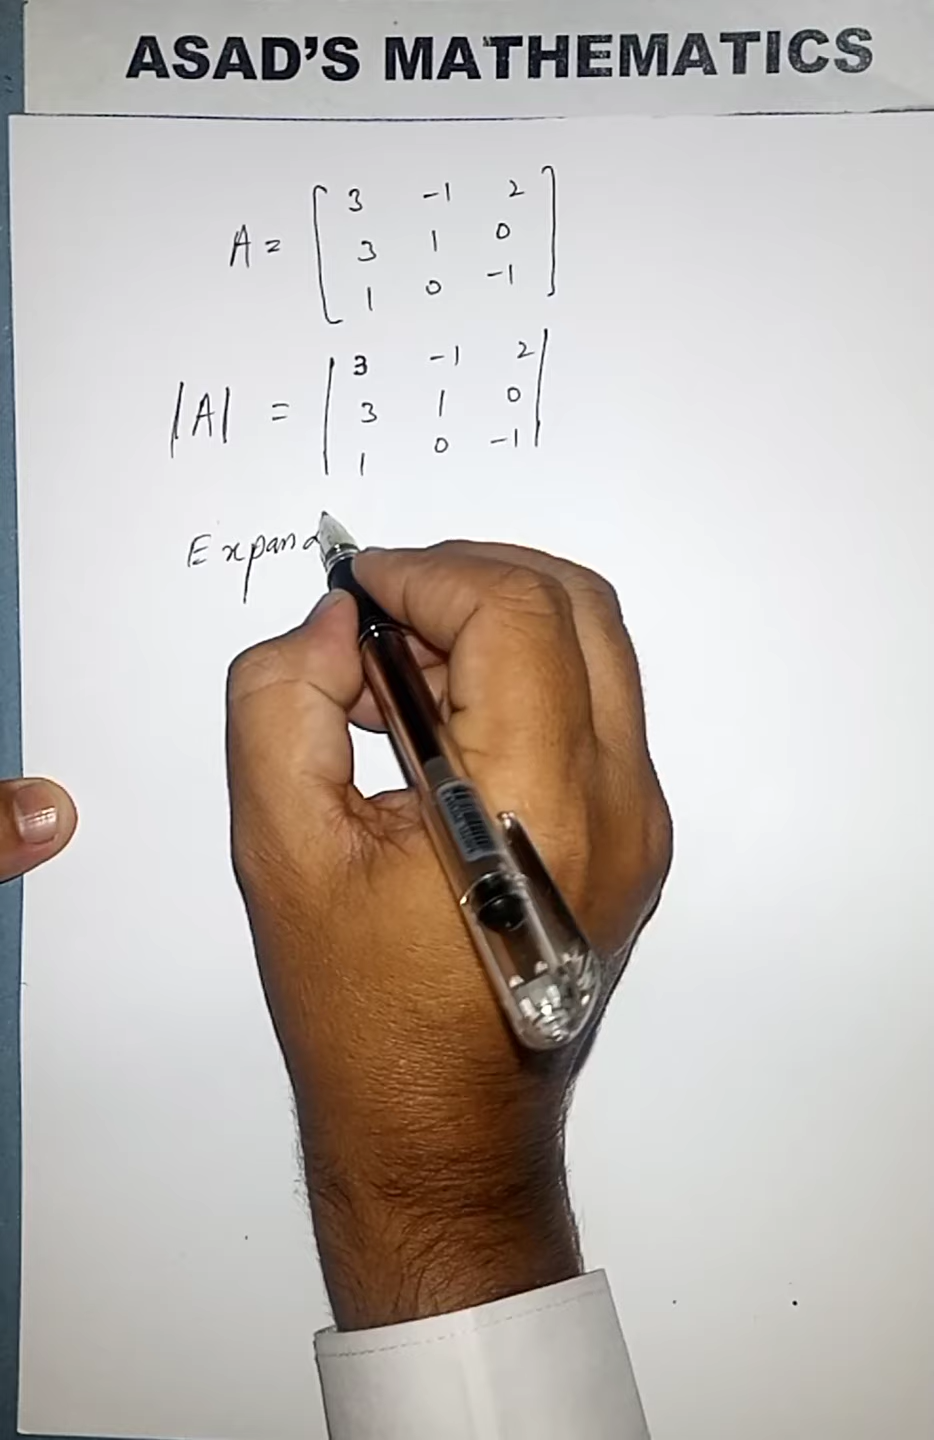 ASAD'S MATHEMATICS
A = [ 3 -1 2
3 1 0
1 0 -1 ]
|A| = | 3 -1 2
3 1 0
1 0 -1 |
Expand